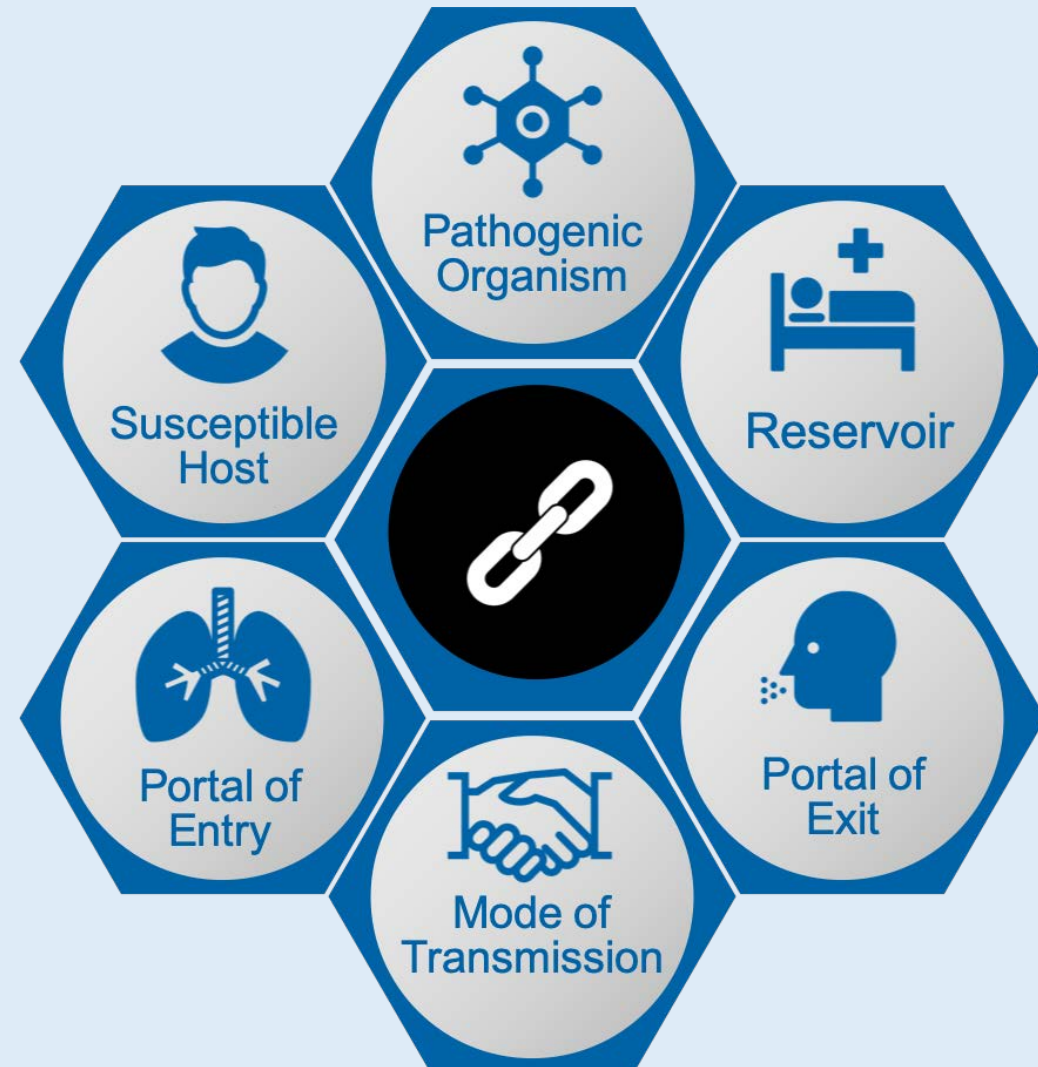 Pathogenic
Organism
Reservoir
Portal of
Exit
Mode of
Transmission
Portal of
Entry
Susceptible
Host